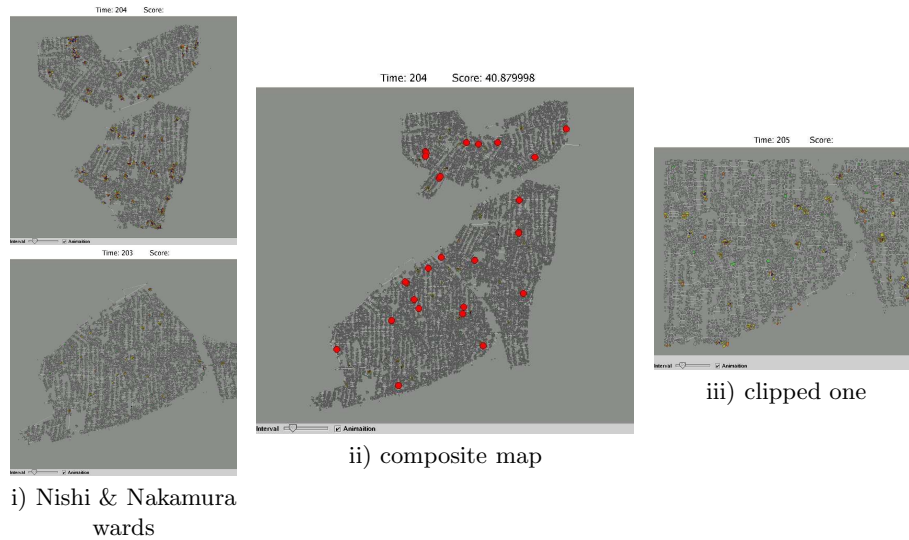 Time: 204 Score:
Interval Animation
Time: 203 Score:
Interval Animation
i) Nishi & Nakamura
wards
Time: 204 Score: 40.879998
Interval Animation
ii) composite map
Time: 205 Score:
Interval Animation
iii) clipped one